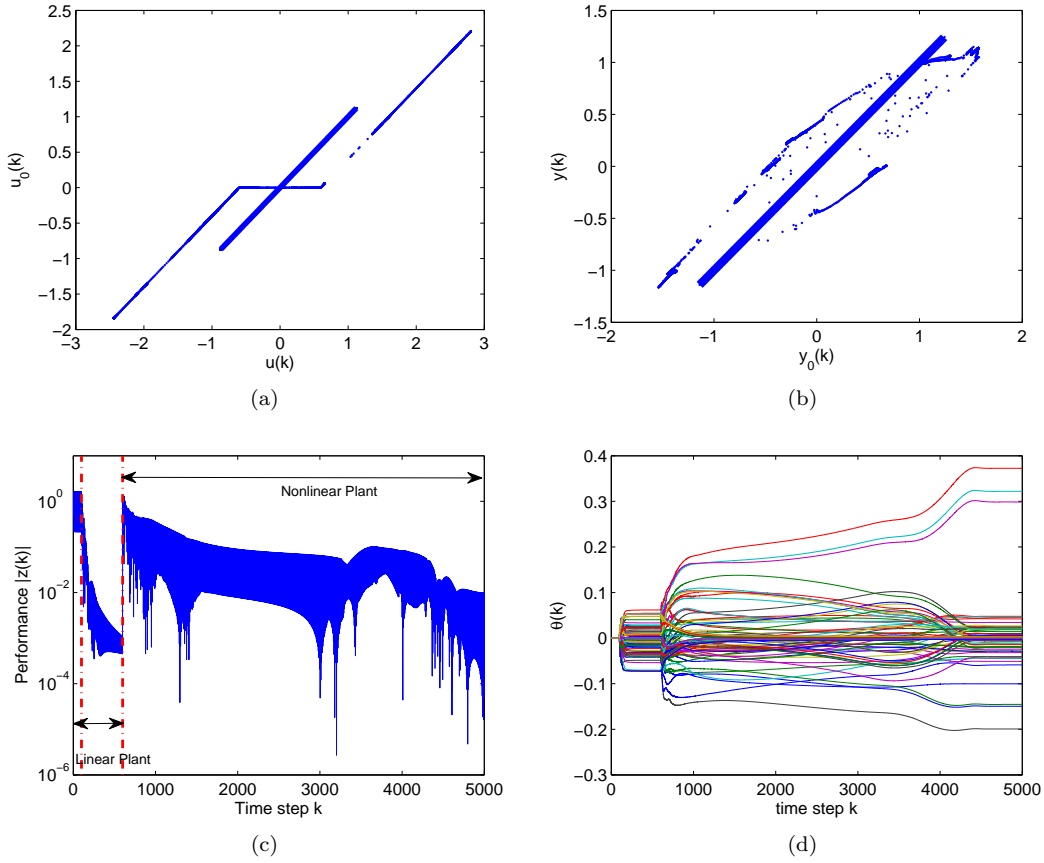 2.5
2
1.5
1
0.5
0
−0.5
−1
−1.5
−2
−3 −2 −1 0 1 2 3
u(k)
u_0(k)
(a)
1.5
1
0.5
0
−0.5
−1
−1.5
−2 −1 0 1 2
y_0(k)
y(k)
(b)
10^0
10^−2
10^−4
10^−6
Nonlinear Plant
Linear Plant
0 1000 2000 3000 4000 5000
Time step k
Performance |z(k)|
(c)
0.4
0.3
0.2
0.1
0
−0.1
−0.2
−0.3
0 1000 2000 3000 4000 5000
time step k
θ(k)
(d)